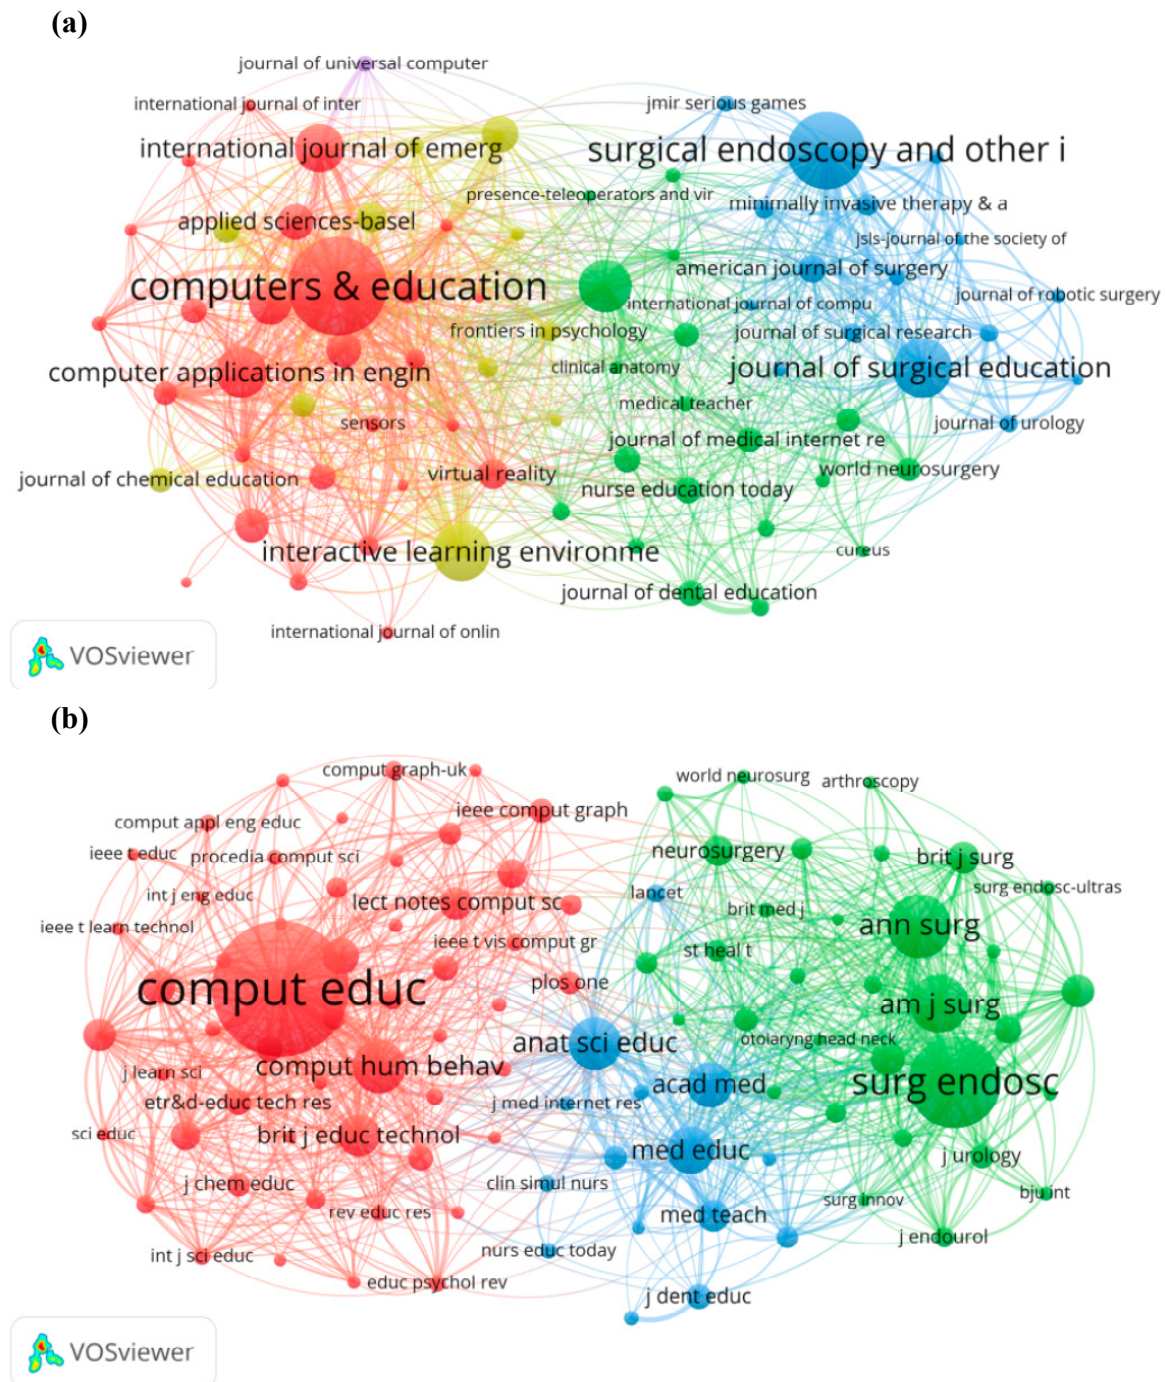 (a)
journal of universal computer
international journal of inter
jmir serious games
international journal of emerg
surgical endoscopy and other i
presence-teleoperators and vir
minimally invasive therapy & a
applied sciences-basel
jsls-journal of the society of
american journal of surgery
computers & education
journal of robotic surgery
international journal of compu
frontiers in psychology
journal of surgical research
clinical anatomy
journal of surgical education
computer applications in engin
medical teacher
sensors
journal of urology
journal of medical internet re
world neurosurgery
virtual reality
journal of chemical education
nurse education today
interactive learning environme
cureus
journal of dental education
international journal of onlin
VOSviewer
(b)
comput graph-uk
world neurosurg
arthroscopy
ieee comput graph
comput appl eng educ
ieee t educ
procedia comput sci
neurosurgery
brit j surg
surg endosc-ultras
int j eng educ
lancet
lect notes comput sc
brit med j
ieee t learn technol
ann surg
ieee t vis comput gr
st heal t
plos one
comput educ
am j surg
anat sci educ
otolaryng head neck
comput hum behav
j learn sci
acad med
surg endosc
etr&d-educ tech res
j med internet res
sci educ
brit j educ technol
med educ
j urology
j chem educ
clin simul nurs
surg innov
bju int
rev educ res
med teach
j endourol
int j sci educ
nurs educ today
educ psychol rev
j dent educ
VOSviewer